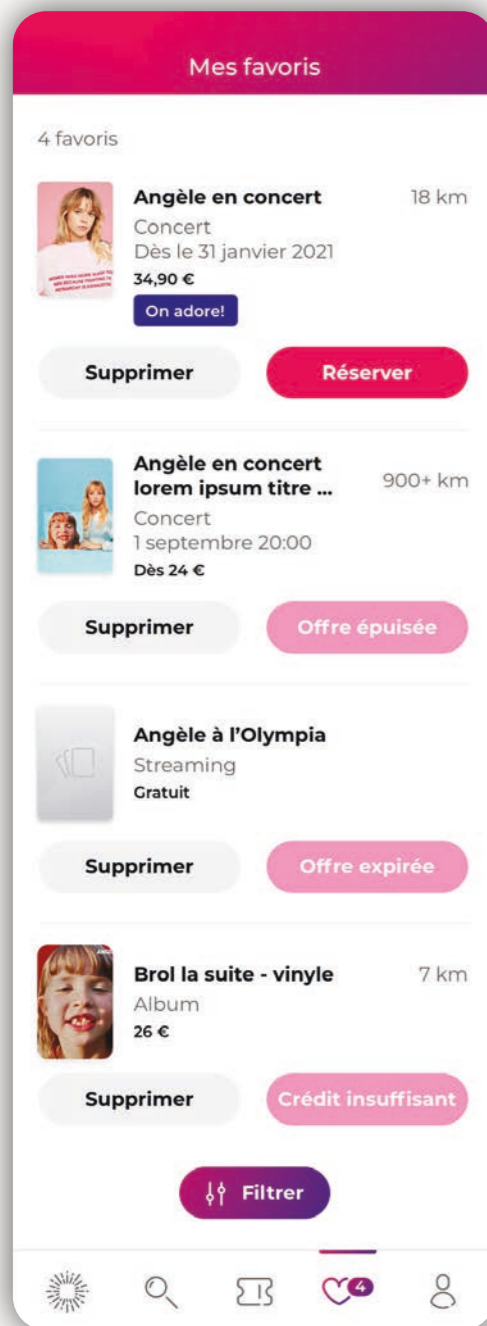 Mes favoris
4 favoris
Angèle en concert
18 km
Concert
Dès le 31 janvier 2021
34,90 €
On adore!
Supprimer
Réserver
Angèle en concert
lorem ipsum titre ...
900+ km
Concert
1 septembre 20:00
Dès 24 €
Supprimer
Offre épuisée
Angèle à l’Olympia
Streaming
Gratuit
Supprimer
Offre expirée
Brol la suite - vinyle
7 km
Album
26 €
Supprimer
Crédit insuffisant
Filtrer
4